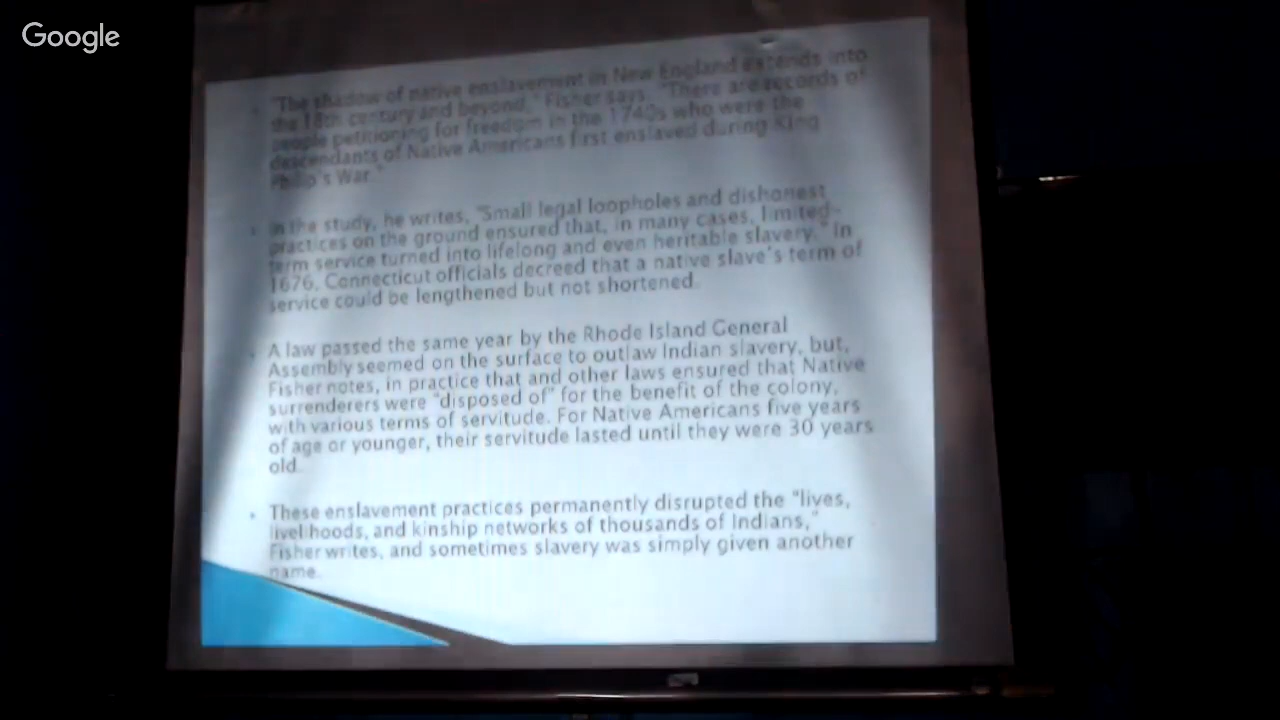 Google
"The shadow of native enslavement in New England extends into
the 18th century and beyond," Fisher says. "There are records of
people petitioning for freedom in the 1740s who were the
descendants of Native Americans first enslaved during King
Philip's War."
In the study, he writes, "Small legal loopholes and dishonest
practices on the ground ensured that, in many cases, limited-
term service turned into lifelong and even heritable slavery." In
1676, Connecticut officials decreed that a native slave's term of
service could be lengthened but not shortened.
A law passed the same year by the Rhode Island General
Assembly seemed on the surface to outlaw Indian slavery, but,
Fisher notes, in practice that and other laws ensured that Native
surrenderers were "disposed of" for the benefit of the colony,
with various terms of servitude. For Native Americans five years
of age or younger, their servitude lasted until they were 30 years
old.
These enslavement practices permanently disrupted the "lives,
livelihoods, and kinship networks of thousands of Indians,"
Fisher writes, and sometimes slavery was simply given another
name.